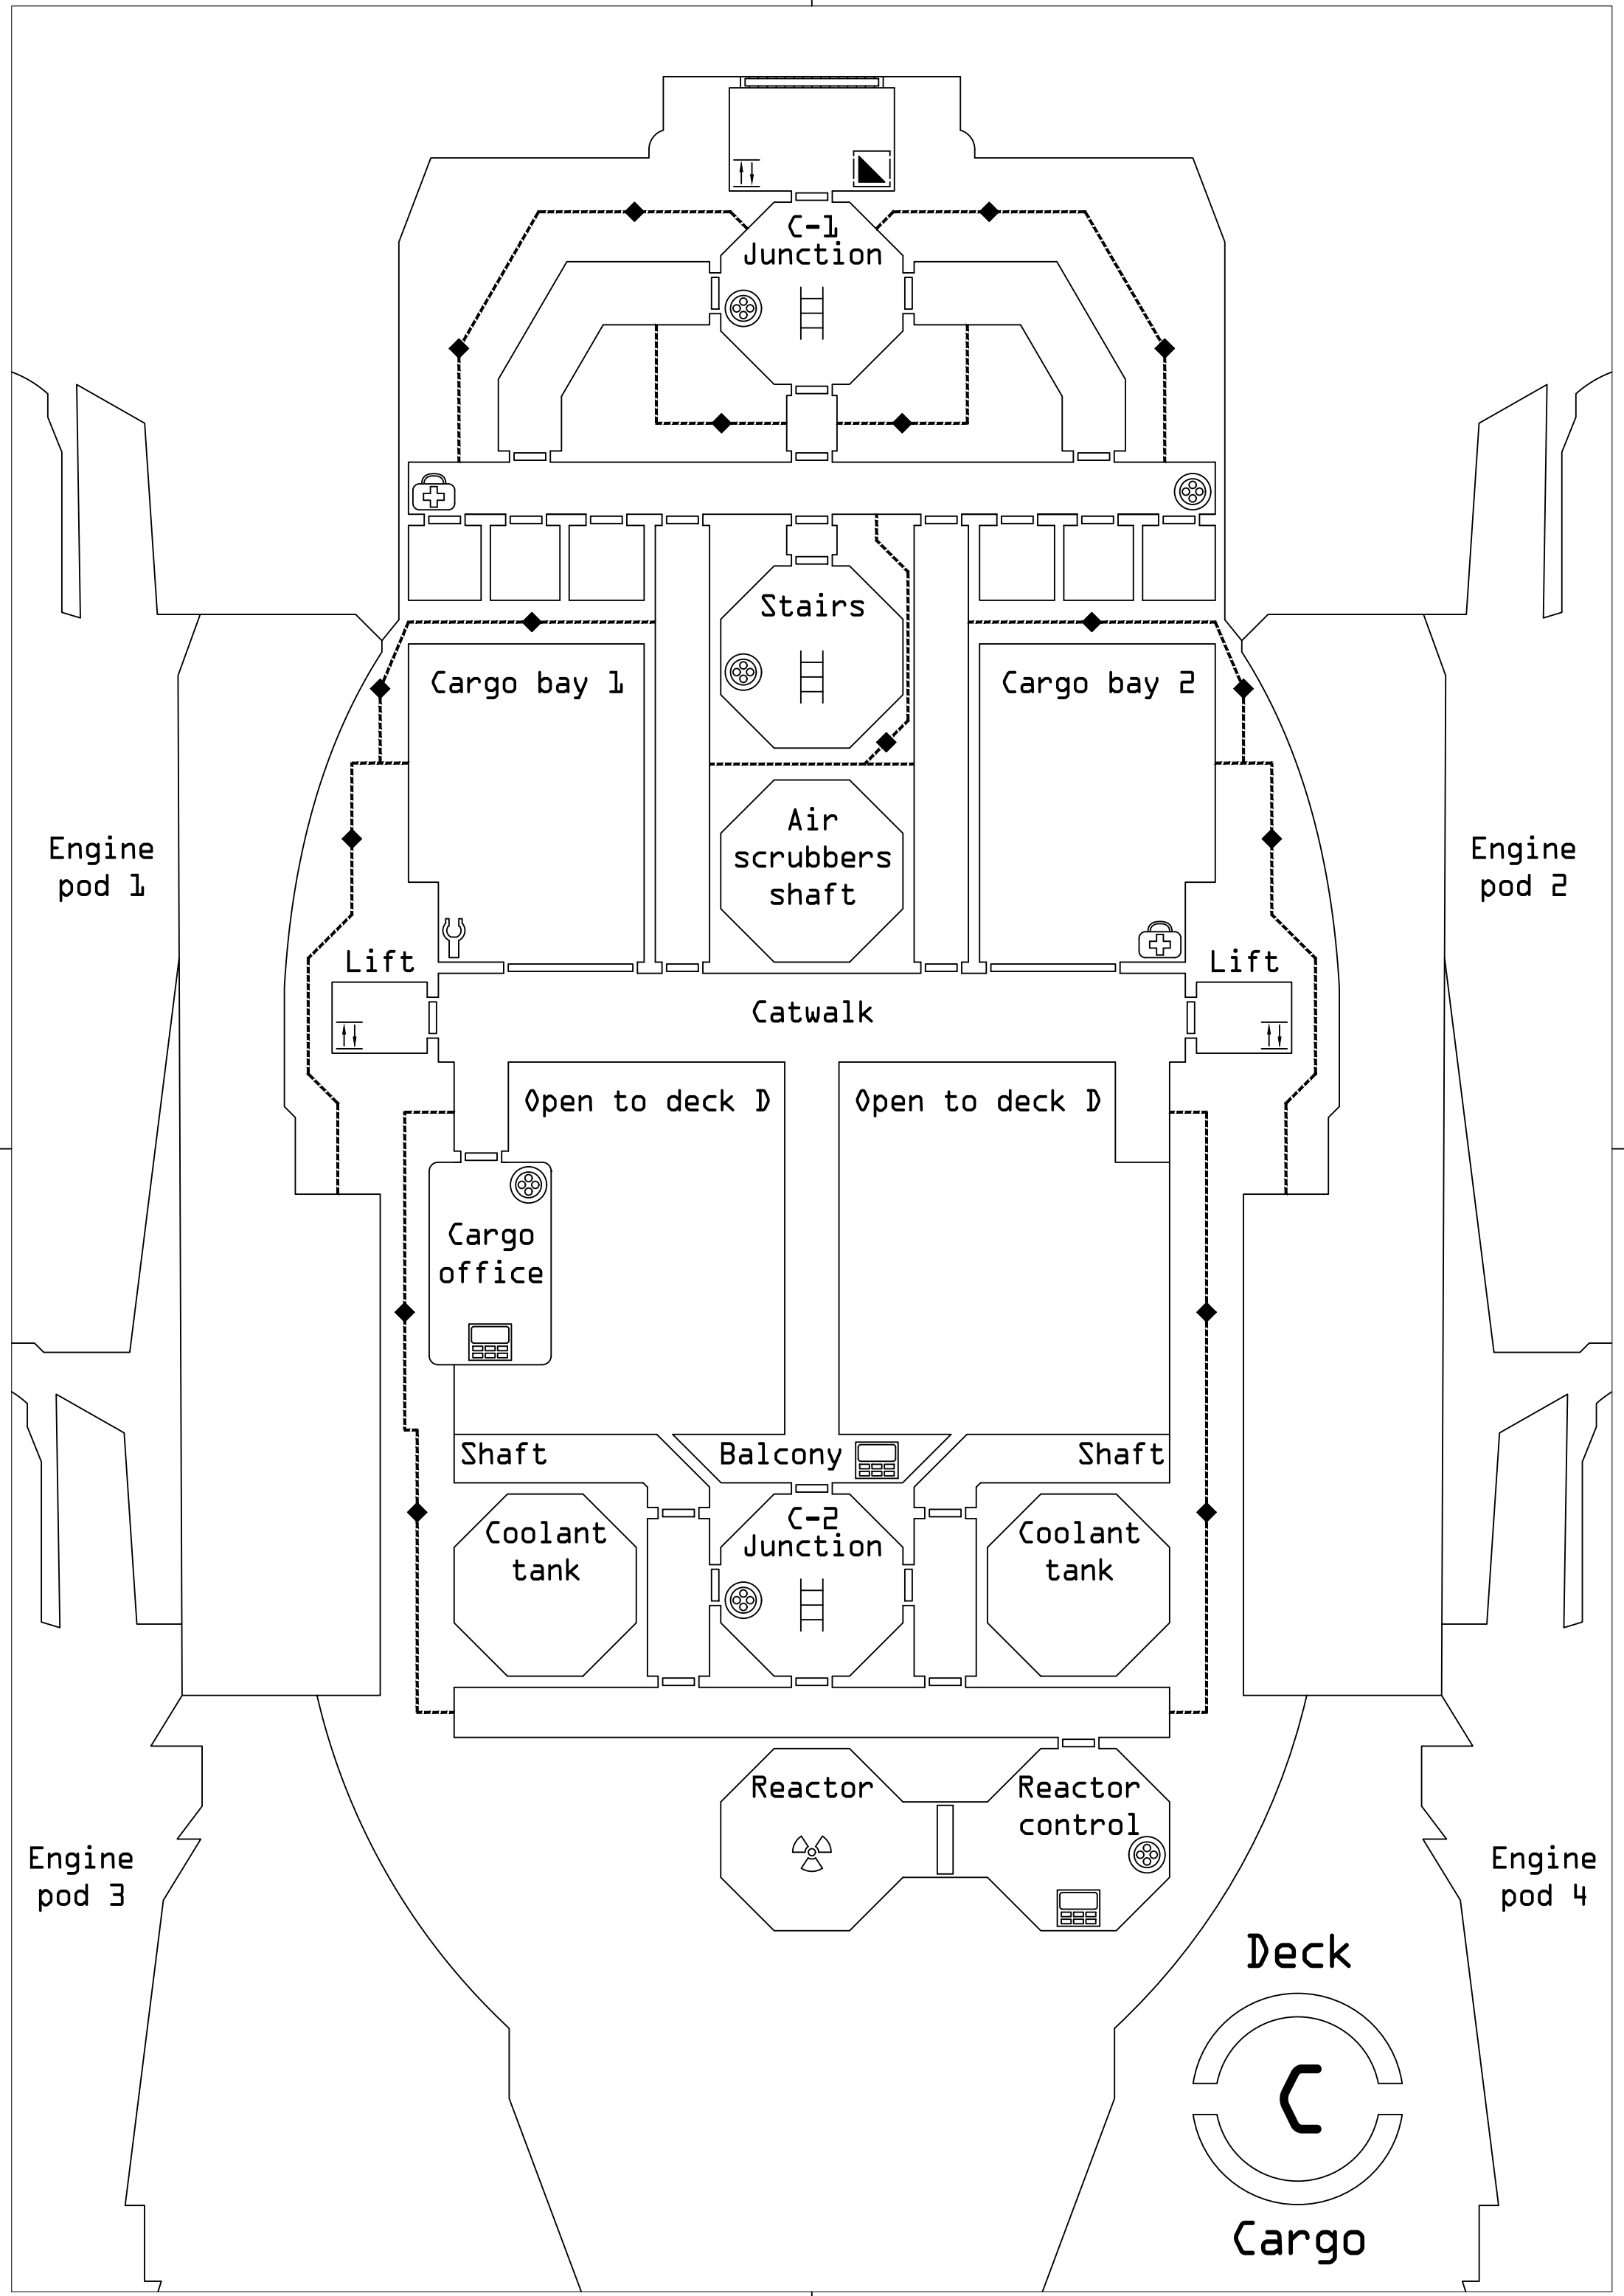 C-1
Junction
Stairs
Cargo bay 1
Cargo bay 2
Air
scrubbers
shaft
Engine
pod 1
Engine
pod 2
Lift
Lift
Catwalk
Open to deck D
Open to deck D
Cargo
office
Shaft
Balcony
Shaft
C-2
Junction
Coolant
tank
Coolant
tank
Reactor
Reactor
control
Engine
pod 3
Engine
pod 4
Deck
C
Cargo